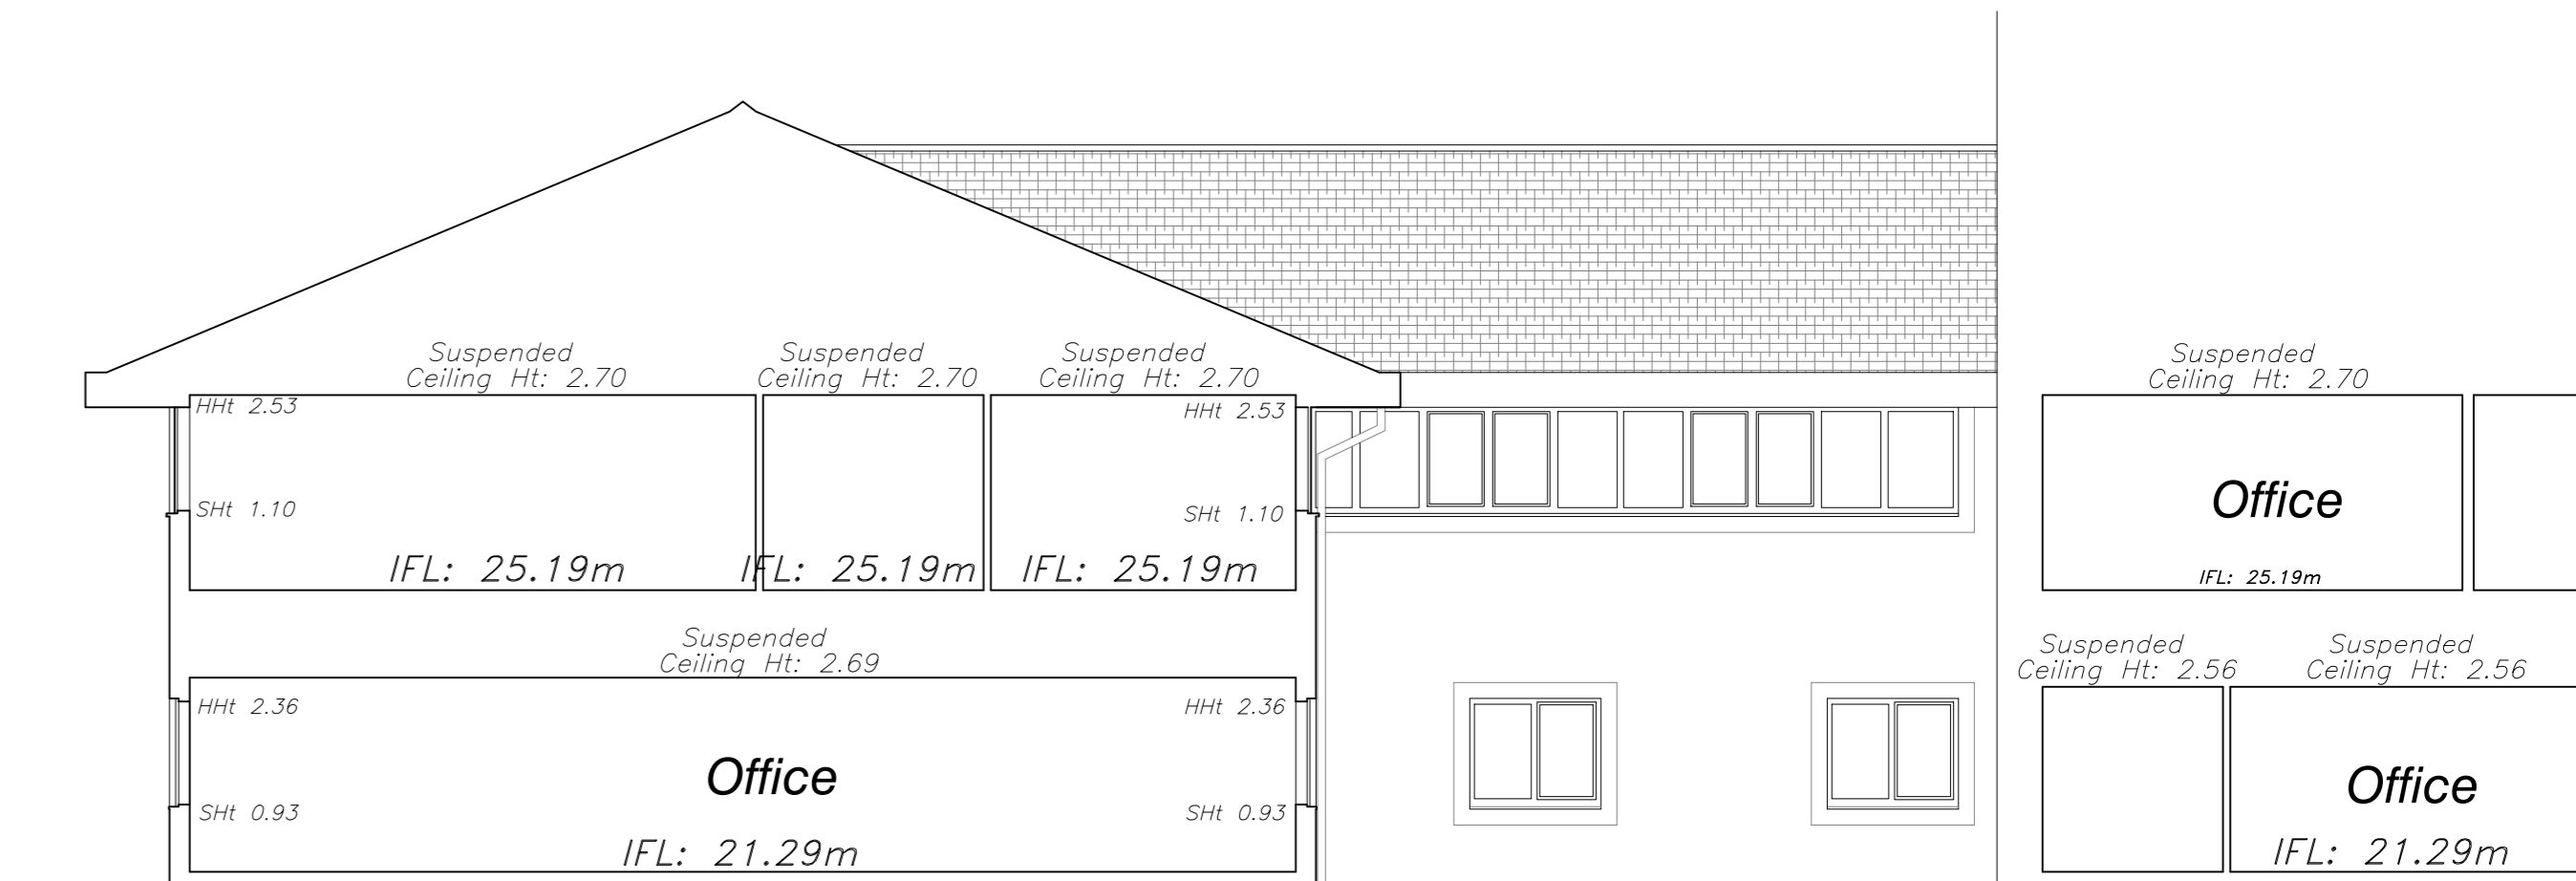 Suspended
Ceiling Ht: 2.70
Suspended
Ceiling Ht: 2.70
Suspended
Ceiling Ht: 2.70
Suspended
Ceiling Ht: 2.70
HHt 2.53
HHt 2.53
Office
SHt 1.10
SHt 1.10
IFL: 25.19m
IFL: 25.19m
IFL: 25.19m
IFL: 25.19m
Suspended
Ceiling Ht: 2.69
Suspended
Ceiling Ht: 2.56
Suspended
Ceiling Ht: 2.56
HHt 2.36
HHt 2.36
Office
Office
SHt 0.93
SHt 0.93
IFL: 21.29m
IFL: 21.29m